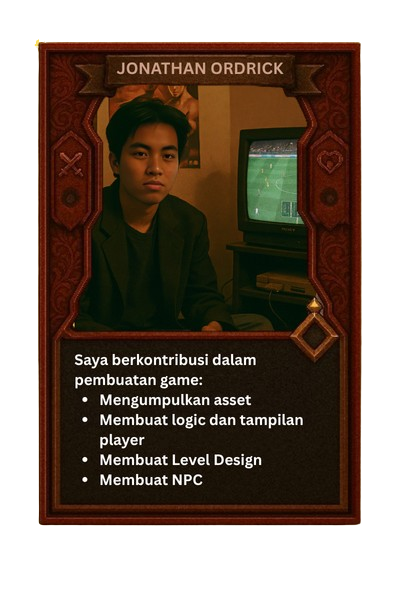 JONATHAN ORDRICK
Saya berkontribusi dalam
pembuatan game:
• Mengumpulkan asset
• Membuat logic dan tampilan
player
• Membuat Level Design
• Membuat NPC